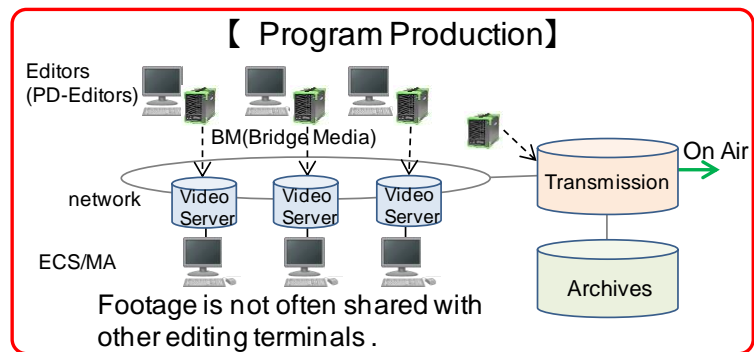 【 Program Production】
Editors
(PD-Editors)
BM(Bridge Media)
On Air
network
Video
Server
Video
Server
Video
Server
Transmission
ECS/MA
Archives
Footage is not often shared with
other editing terminals .